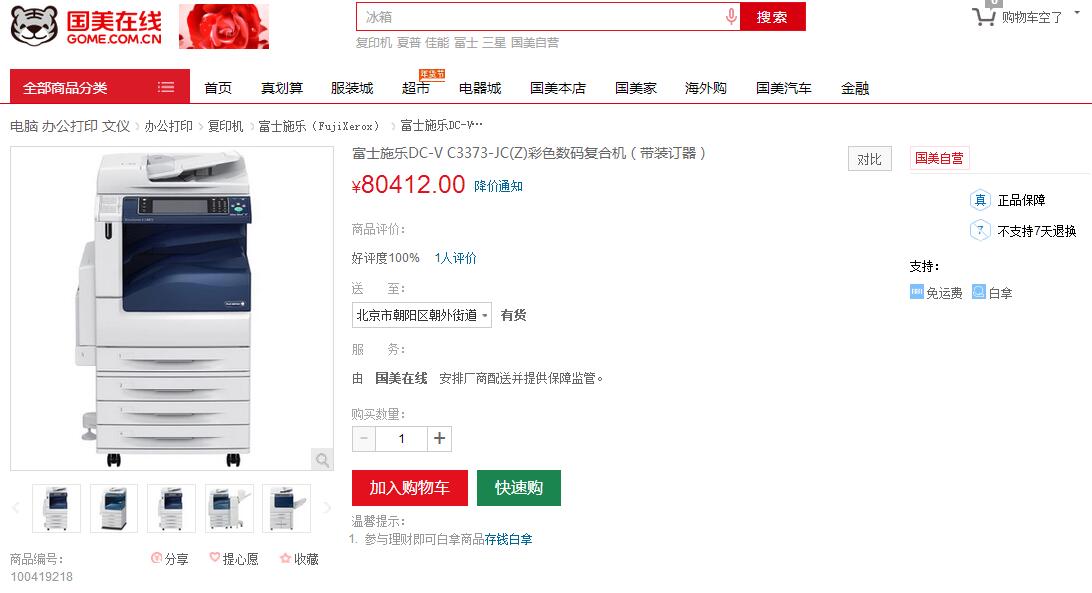 国美在线
GOME.COM.CN
冰箱
搜索
0
购物车空了
复印机 夏普 佳能 富士 三星 国美自营
全部商品分类
首页
真划算
服装城
超市
年货节
电器城
国美本店
国美家
海外购
国美汽车
金融
电脑 办公打印 文仪 > 办公打印 > 复印机 > 富士施乐（FujiXerox） > 富士施乐DC-V…
富士施乐DC-V C3373-JC(Z)彩色数码复合机（带装订器）
对比
国美自营
¥80412.00 降价通知
真 正品保障
7 不支持7天退换
商品评价：
好评度100% 1人评价
支持：
免运费 白拿
送 至：
北京市朝阳区朝外街道 有货
服 务：
由 国美在线 安排厂商配送并提供保障监管。
购买数量：
− 1 +
加入购物车 快速购
温馨提示：
1. 参与理财即可白拿商品存钱白拿
商品编号：
100419218
分享 提心愿 收藏